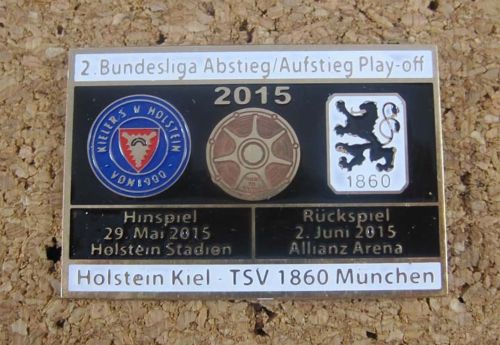 2. Bundesliga Abstieg/Aufstieg Play-off
2015
KIELER S V HOLSTEIN
VON 1900
1860
Hinspiel
29. Mai 2015
Holstein Stadion
Rückspiel
2. Juni 2015
Allianz Arena
Holstein Kiel - TSV 1860 Munchen